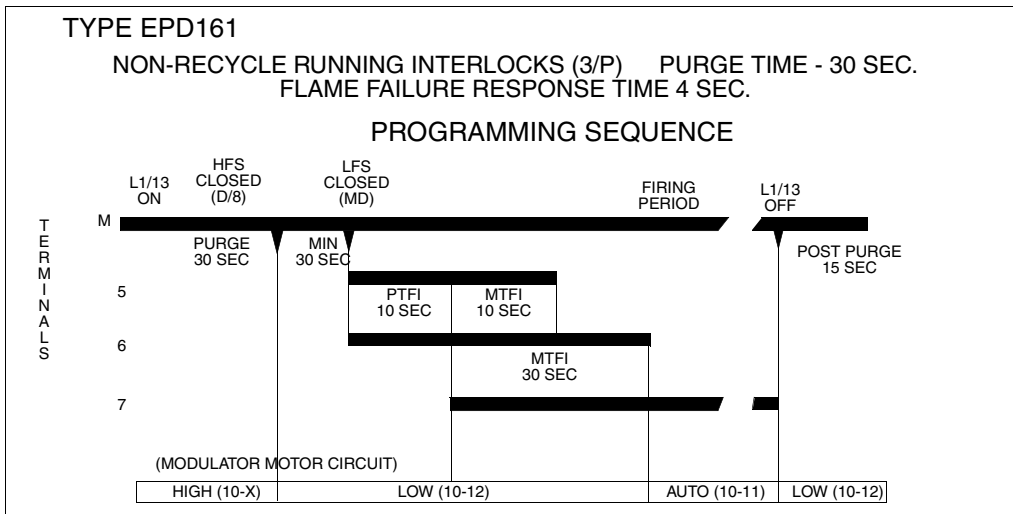 TYPE EPD161
NON-RECYCLE RUNNING INTERLOCKS (3/P) PURGE TIME - 30 SEC.
FLAME FAILURE RESPONSE TIME 4 SEC.
PROGRAMMING SEQUENCE
L1/13
ON
HFS
CLOSED
(D/8)
LFS
CLOSED
(MD)
FIRING
PERIOD
L1/13
OFF
TERMINALS
M
PURGE
30 SEC
MIN
30 SEC
POST PURGE
15 SEC
5
PTFI
10 SEC
MTFI
10 SEC
6
MTFI
30 SEC
7
(MODULATOR MOTOR CIRCUIT)
HIGH (10-X) LOW (10-12) AUTO (10-11) LOW (10-12)